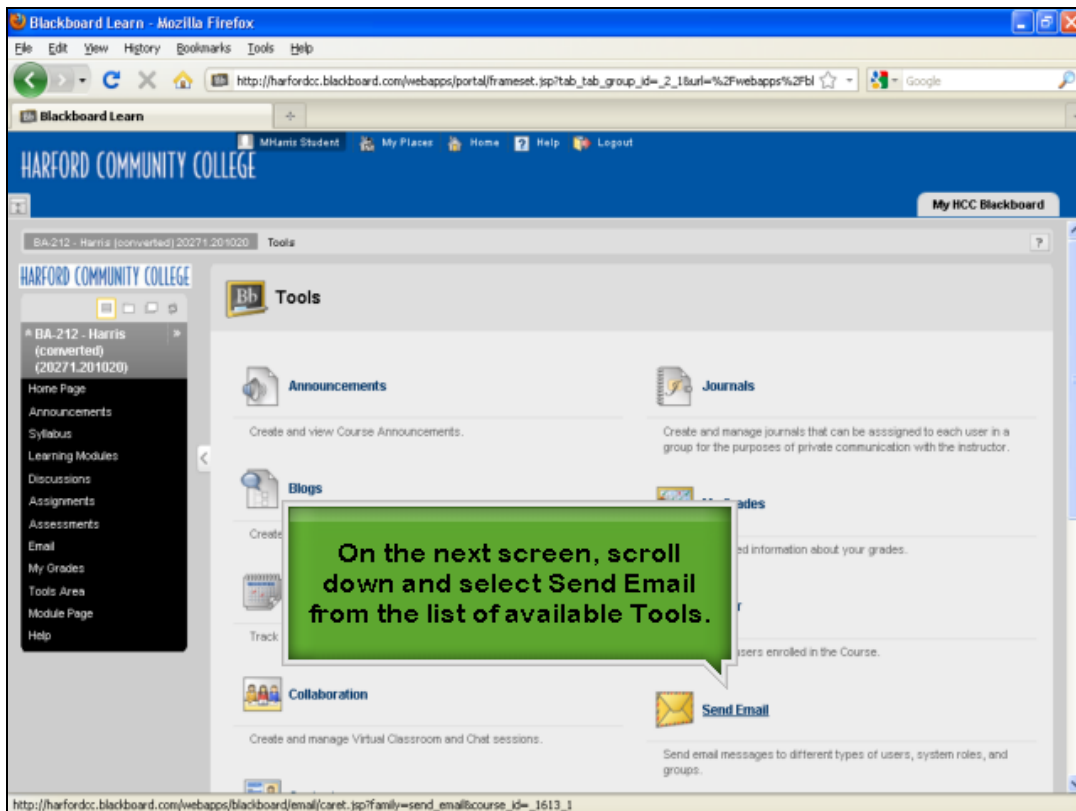 Blackboard Learn - Mozilla Firefox
File Edit View History Bookmarks Tools Help
http://harfordcc.blackboard.com/webapps/portal/frameset.jsp?tab_tab_group_id=_2_1&url=%2Fwebapps%2Fbl
Google
Blackboard Learn
MHarris Student My Places Home Help Logout
HARFORD COMMUNITY COLLEGE
My HCC Blackboard
BA-212 - Harris (converted) 20271.201020 Tools
HARFORD COMMUNITY COLLEGE
BA-212 - Harris
(converted)
(20271.201020)
Home Page
Announcements
Syllabus
Learning Modules
Discussions
Assignments
Assessments
Email
My Grades
Tools Area
Module Page
Help
Bb Tools
Announcements
Create and view Course Announcements.
Blogs
Create
Track
Collaboration
Create and manage Virtual Classroom and Chat sessions.
Journals
Create and manage journals that can be asssigned to each user in a
group for the purposes of private communication with the instructor.
information about your grades.
users enrolled in the Course.
Send Email
Send email messages to different types of users, system roles, and
groups.
On the next screen, scroll
down and select Send Email
from the list of available Tools.
http://harfordcc.blackboard.com/webapps/blackboard/email/caret.jsp?family=send_email&course_id=_1613_1